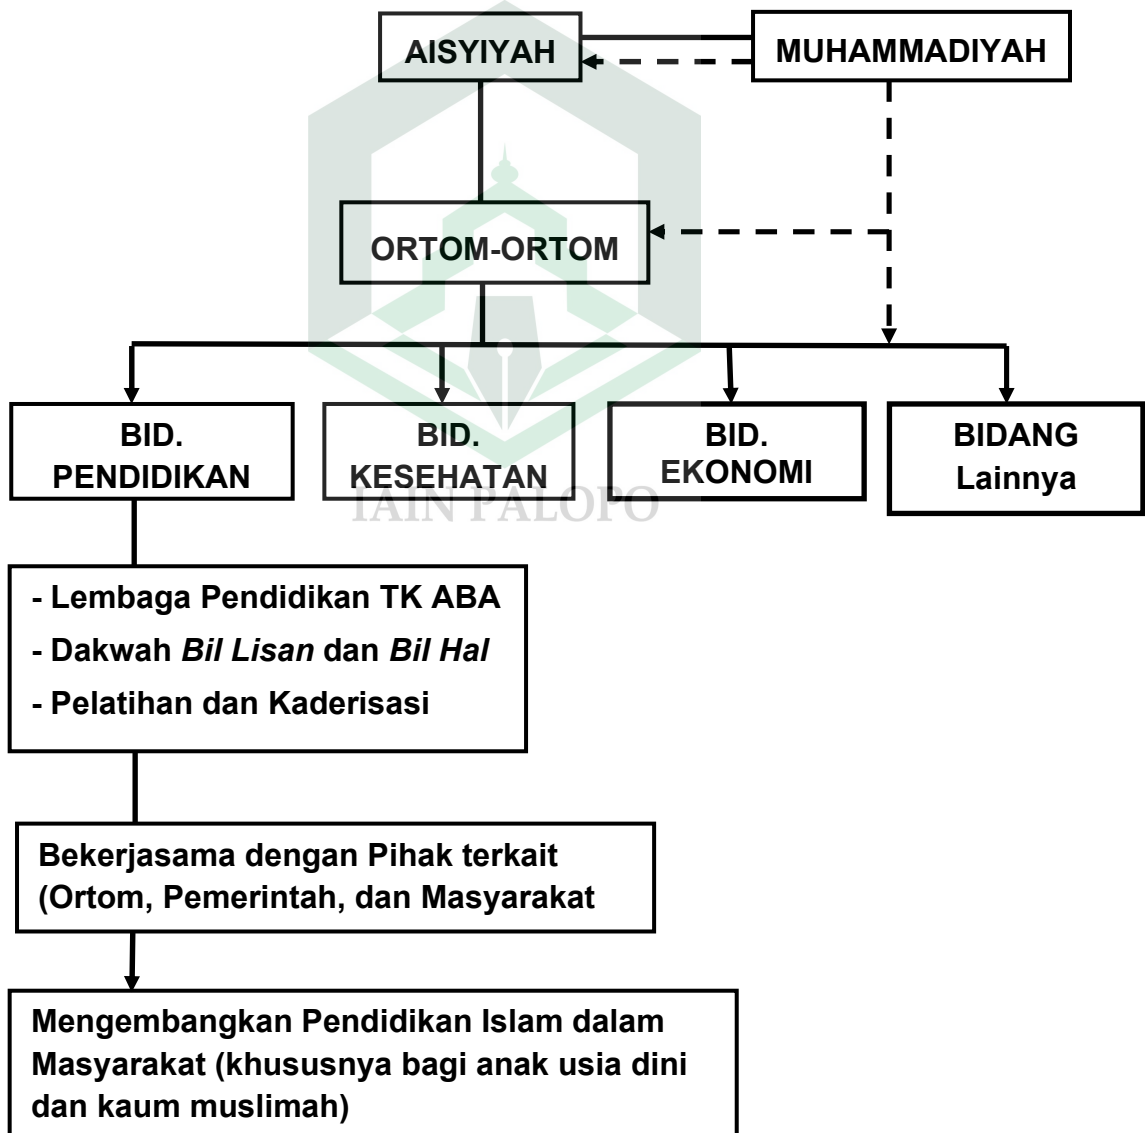 AISYIYAH
MUHAMMADIYAH
ORTOM-ORTOM
BID.
PENDIDIKAN
BID.
KESEHATAN
BID.
EKONOMI
BIDANG
Lainnya
IAIN PALOPO
- Lembaga Pendidikan TK ABA
- Dakwah Bil Lisan dan Bil Hal
- Pelatihan dan Kaderisasi
Bekerjasama dengan Pihak terkait
(Ortom, Pemerintah, dan Masyarakat
Mengembangkan Pendidikan Islam dalam
Masyarakat (khususnya bagi anak usia dini
dan kaum muslimah)